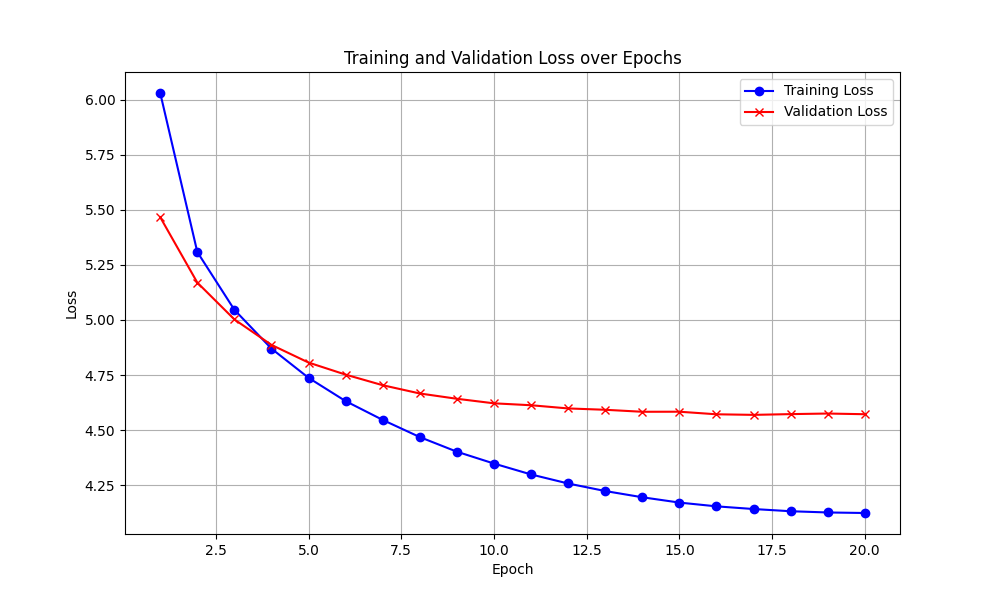 Training and Validation Loss over Epochs
Training Loss
Validation Loss
6.00
5.75
5.50
5.25
5.00
4.75
4.50
4.25
Loss
2.5 5.0 7.5 10.0 12.5 15.0 17.5 20.0
Epoch